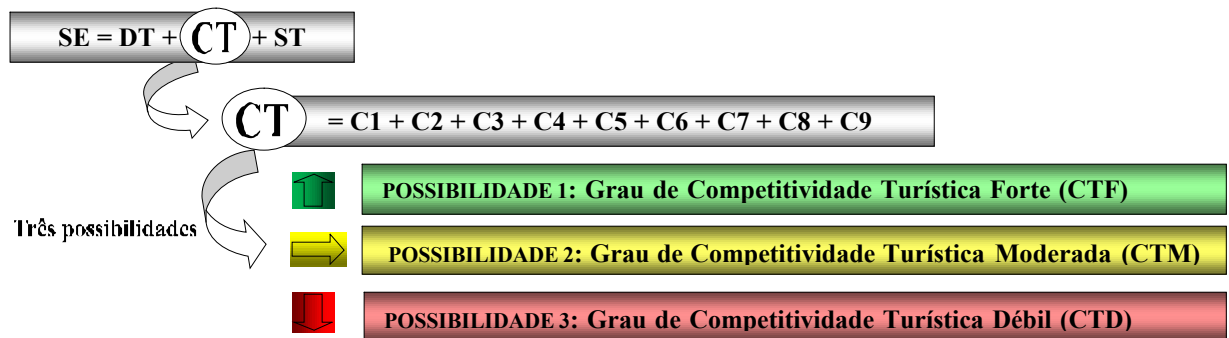 SE = DT + CT + ST
CT = C1 + C2 + C3 + C4 + C5 + C6 + C7 + C8 + C9
POSSIBILIDADE 1: Grau de Competitividade Turística Forte (CTF)
Três possibilidades
POSSIBILIDADE 2: Grau de Competitividade Turística Moderada (CTM)
POSSIBILIDADE 3: Grau de Competitividade Turística Débil (CTD)